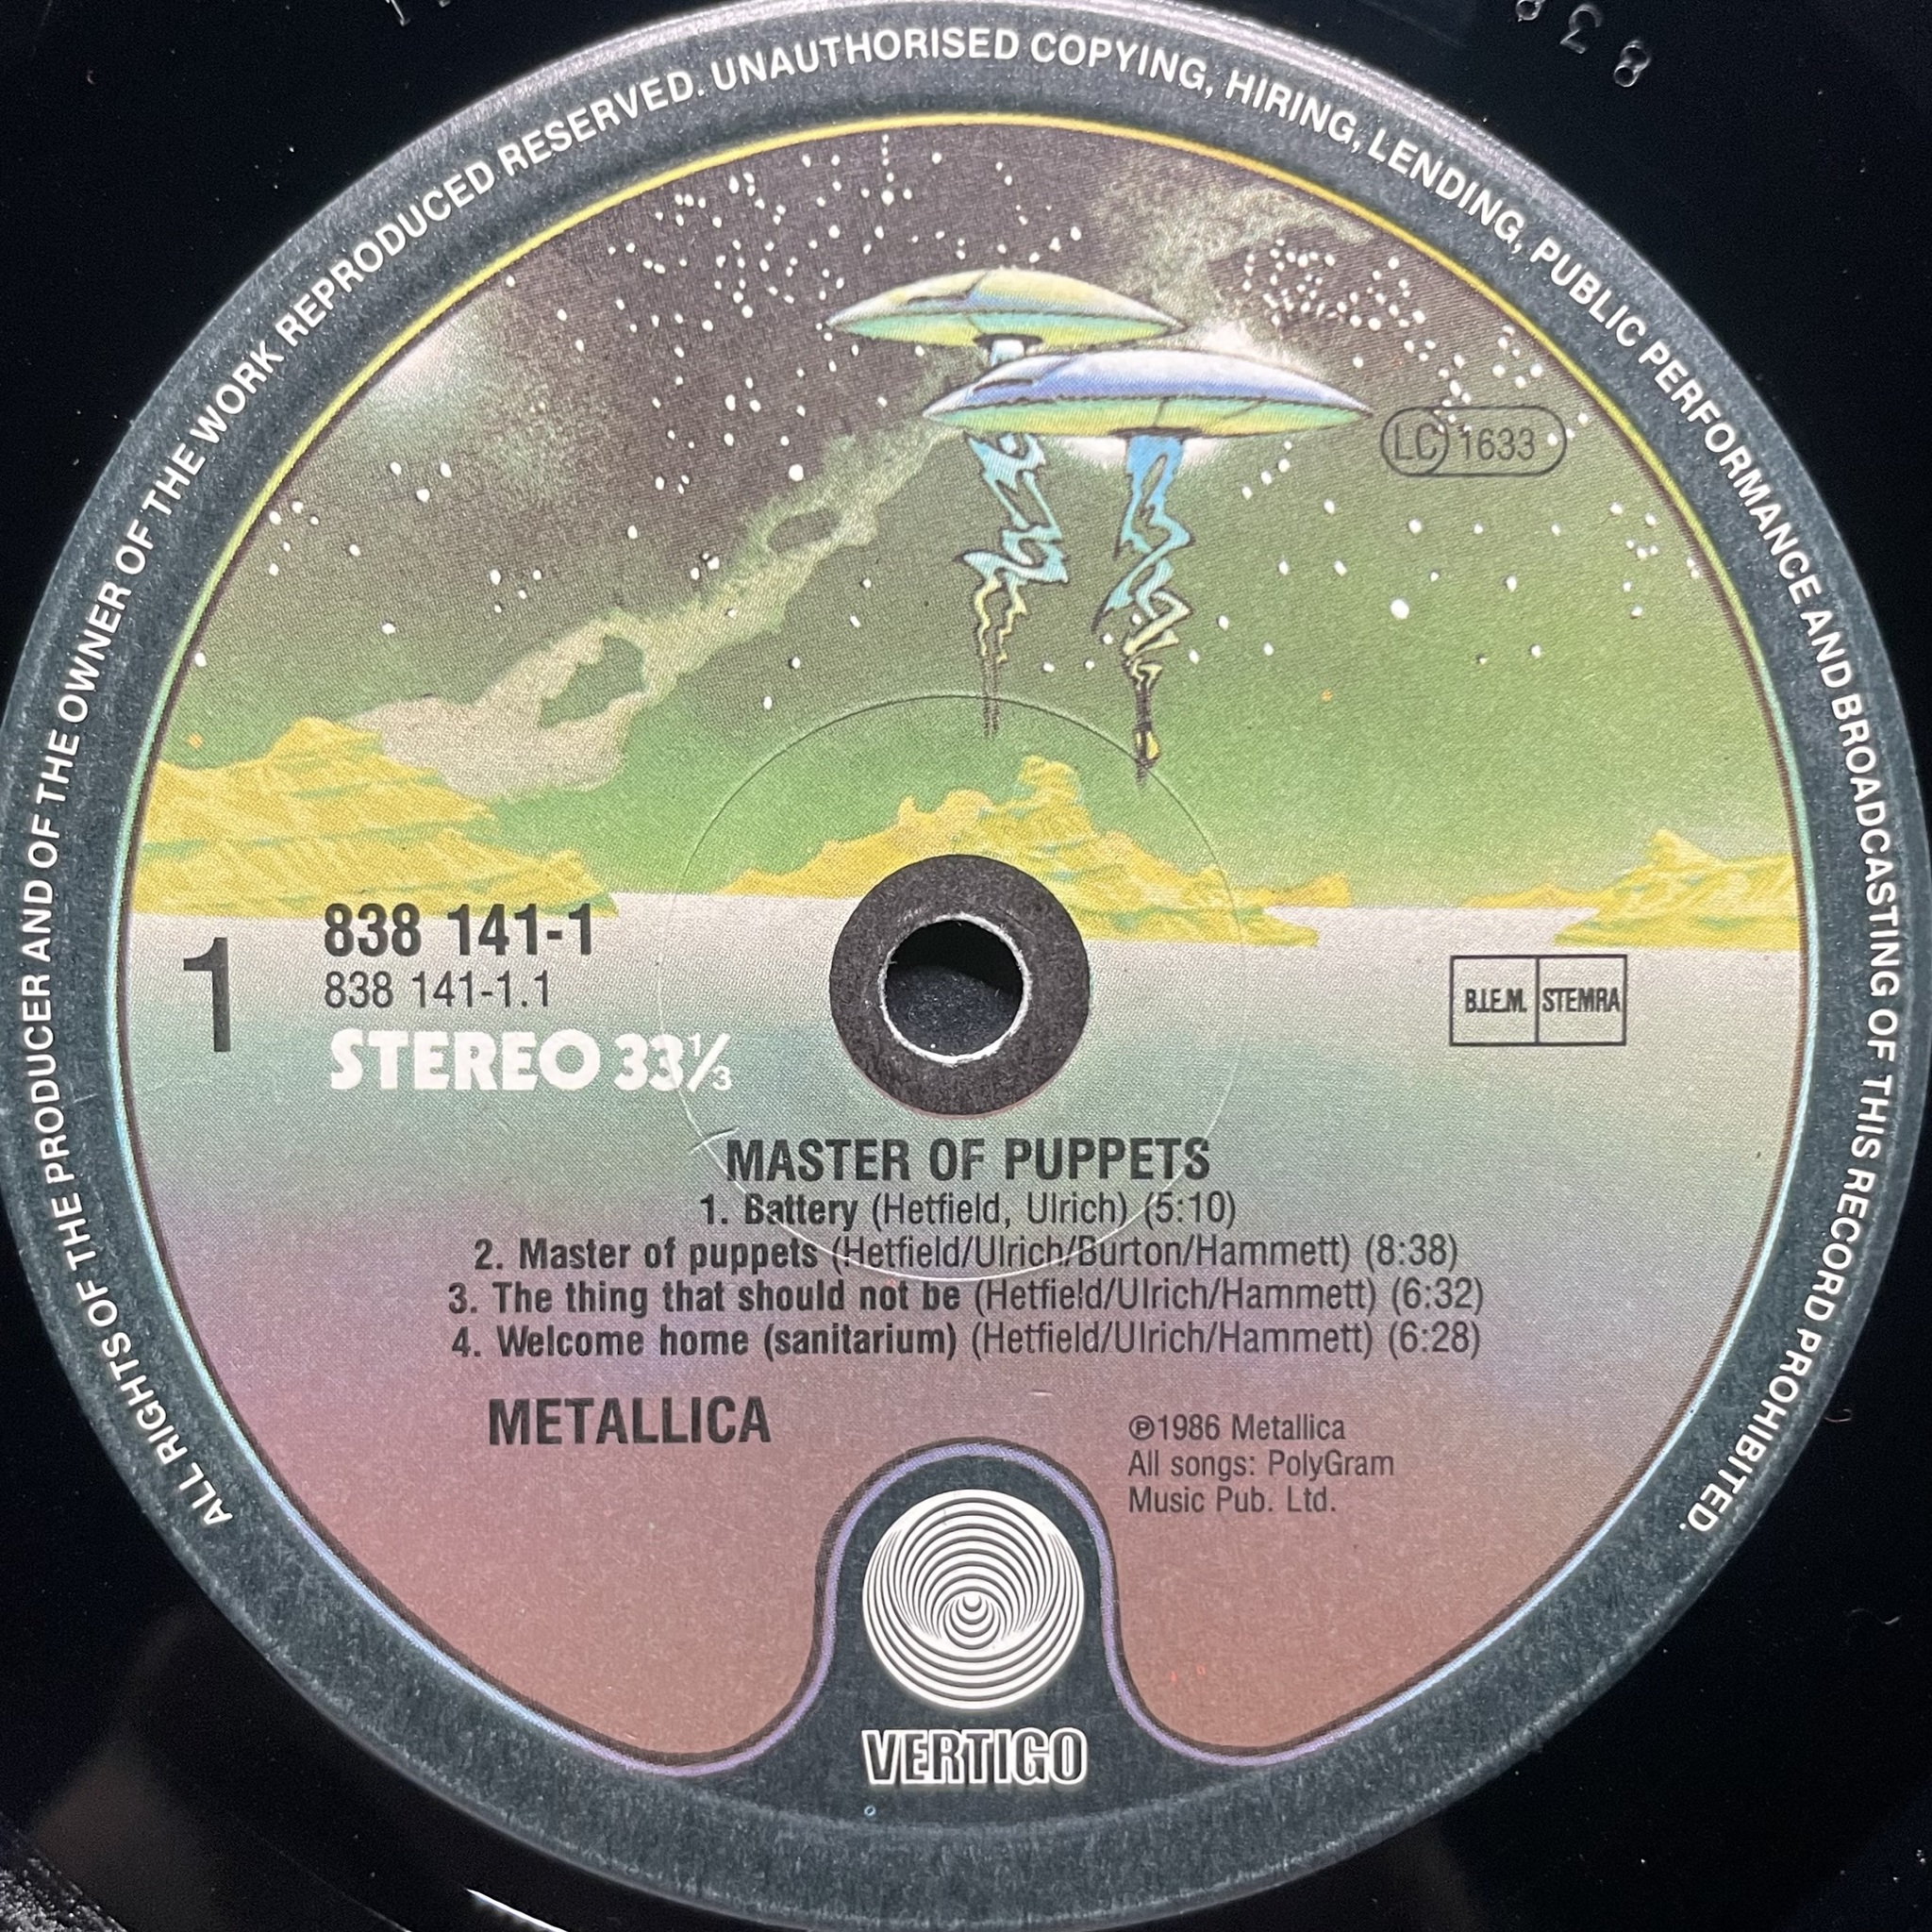 ALL RIGHTS OF THE PRODUCER AND OF THE OWNER OF THE WORK REPRODUCED RESERVED. UNAUTHORISED COPYING, HIRING, LENDING, PUBLIC PERFORMANCE AND BROADCASTING OF THIS RECORD PROHIBITED.
LC 1633
1
838 141-1
838 141-1.1
STEREO 33⅓
B.I.E.M. STEMRA
MASTER OF PUPPETS
1. Battery (Hetfield, Ulrich) (5:10)
2. Master of puppets (Hetfield/Ulrich/Burton/Hammett) (8:38)
3. The thing that should not be (Hetfield/Ulrich/Hammett) (6:32)
4. Welcome home (sanitarium) (Hetfield/Ulrich/Hammett) (6:28)
METALLICA
℗1986 Metallica
All songs: PolyGram
Music Pub. Ltd.
VERTIGO